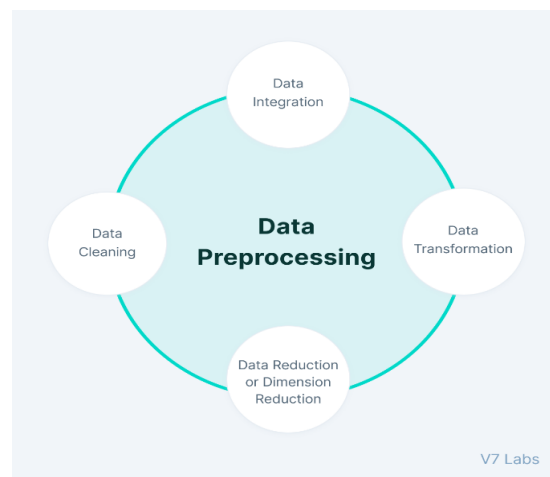 Data
Integration
Data
Cleaning
Data
Preprocessing
Data
Transformation
Data Reduction
or Dimension
Reduction
V7 Labs